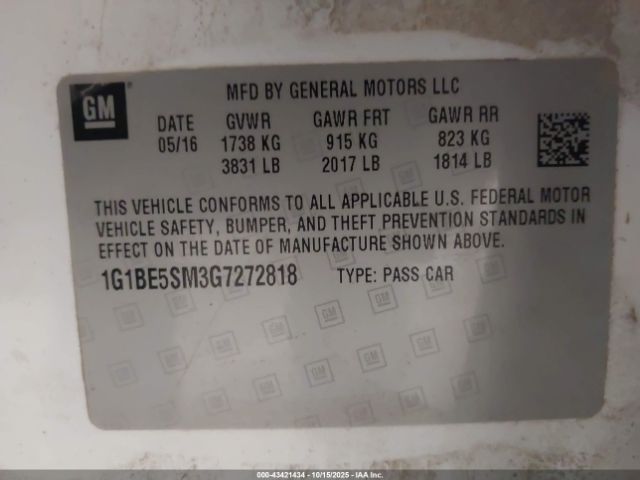 GM
MFD BY GENERAL MOTORS LLC
DATE GVWR GAWR FRT GAWR RR
05/16 1738 KG 915 KG 823 KG
3831 LB 2017 LB 1814 LB
THIS VEHICLE CONFORMS TO ALL APPLICABLE U.S. FEDERAL MOTOR
VEHICLE SAFETY, BUMPER, AND THEFT PREVENTION STANDARDS IN
EFFECT ON THE DATE OF MANUFACTURE SHOWN ABOVE.
1G1BE5SM3G7272818 TYPE: PASS CAR
000-43421434 - 10/15/2025 - IAAI.COM